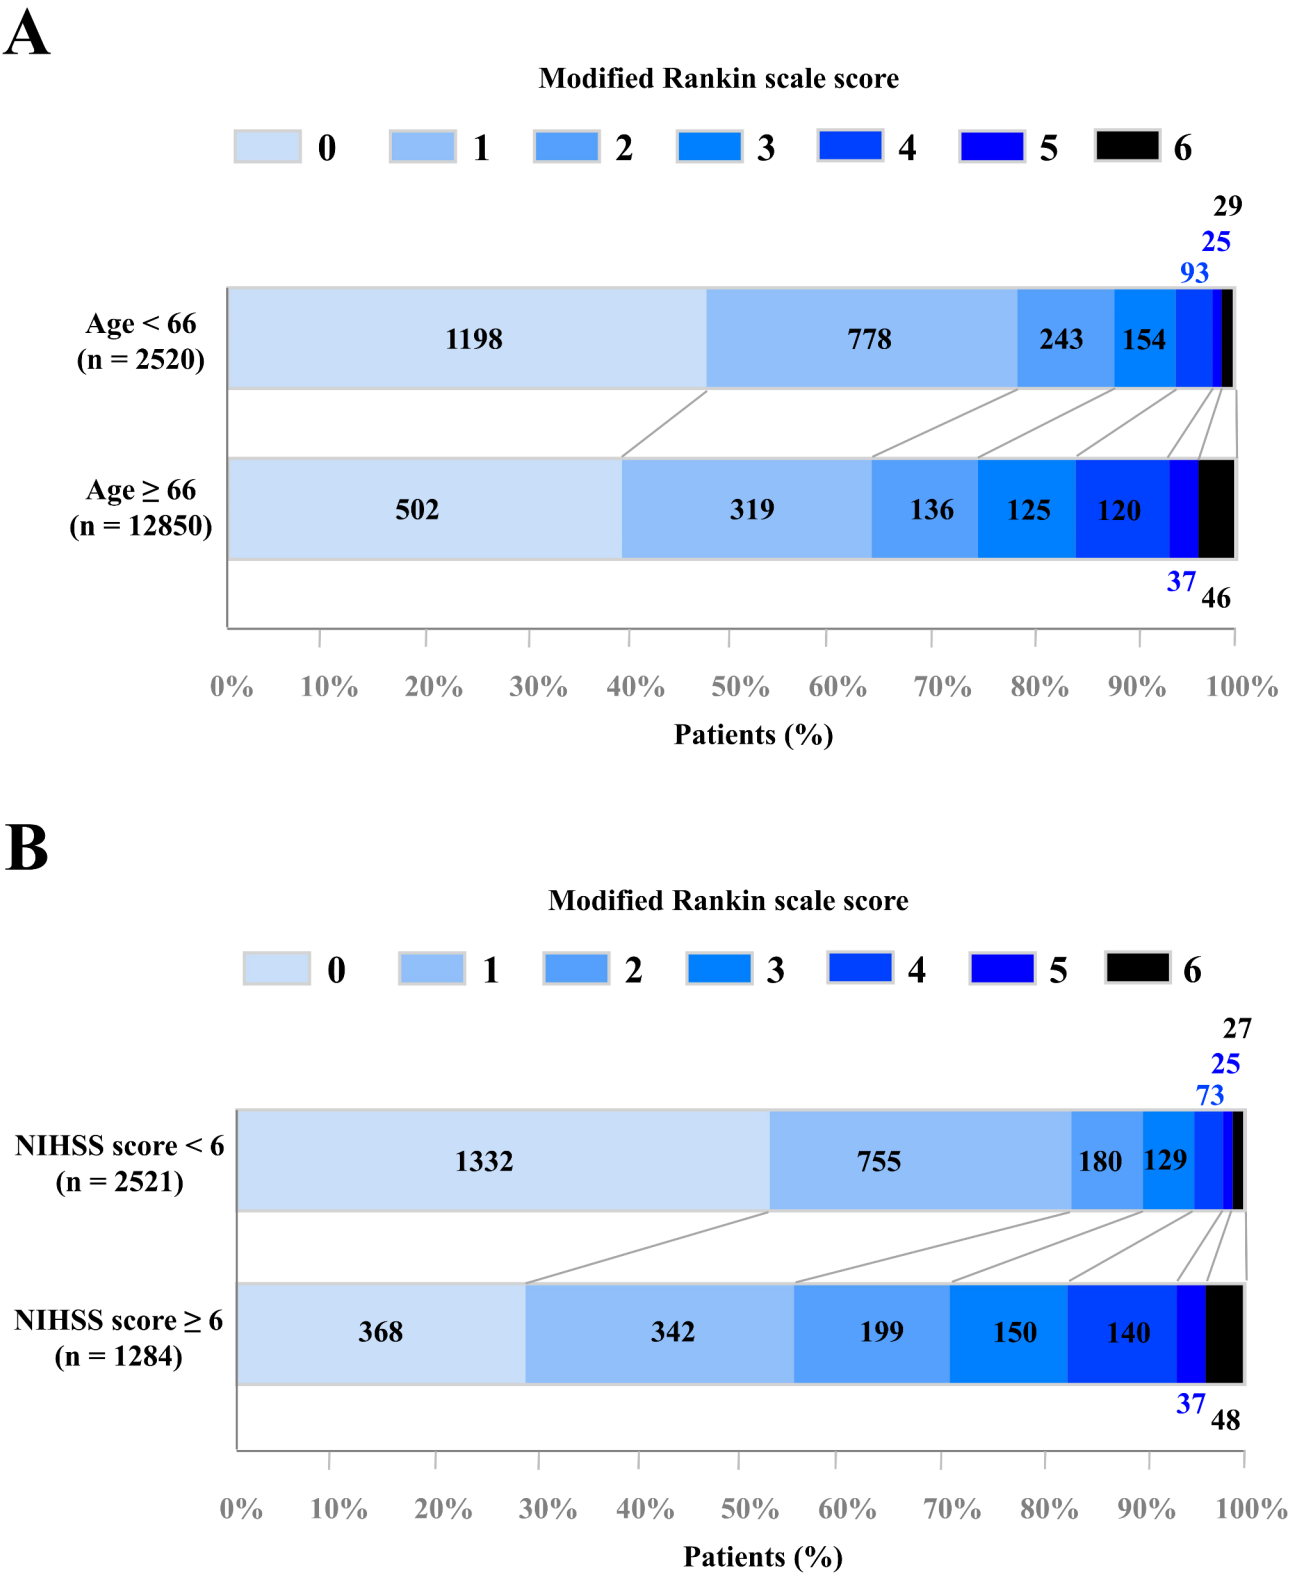 A
Modified Rankin scale score
0 1 2 3 4 5 6
29
25
93
Age < 66
(n = 2520)
1198 778 243 154
Age ≥ 66
(n = 12850)
502 319 136 125 120
37
46
0% 10% 20% 30% 40% 50% 60% 70% 80% 90% 100%
Patients (%)
B
Modified Rankin scale score
0 1 2 3 4 5 6
27
25
73
NIHSS score < 6
(n = 2521)
1332 755 180 129
NIHSS score ≥ 6
(n = 1284)
368 342 199 150 140
37
48
0% 10% 20% 30% 40% 50% 60% 70% 80% 90% 100%
Patients (%)